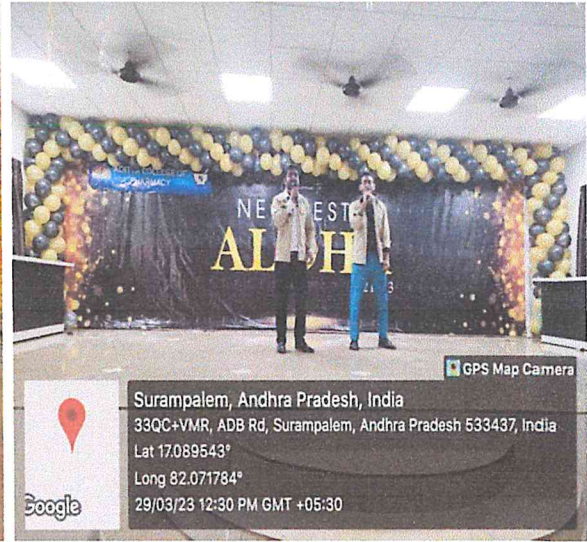 PHARMACY
GPS Map Camera
Surampalem, Andhra Pradesh, India
33QC+VMR, ADB Rd, Surampalem, Andhra Pradesh 533437, India
Lat 17.089543°
Long 82.071784°
29/03/23 12:30 PM GMT +05:30
Google